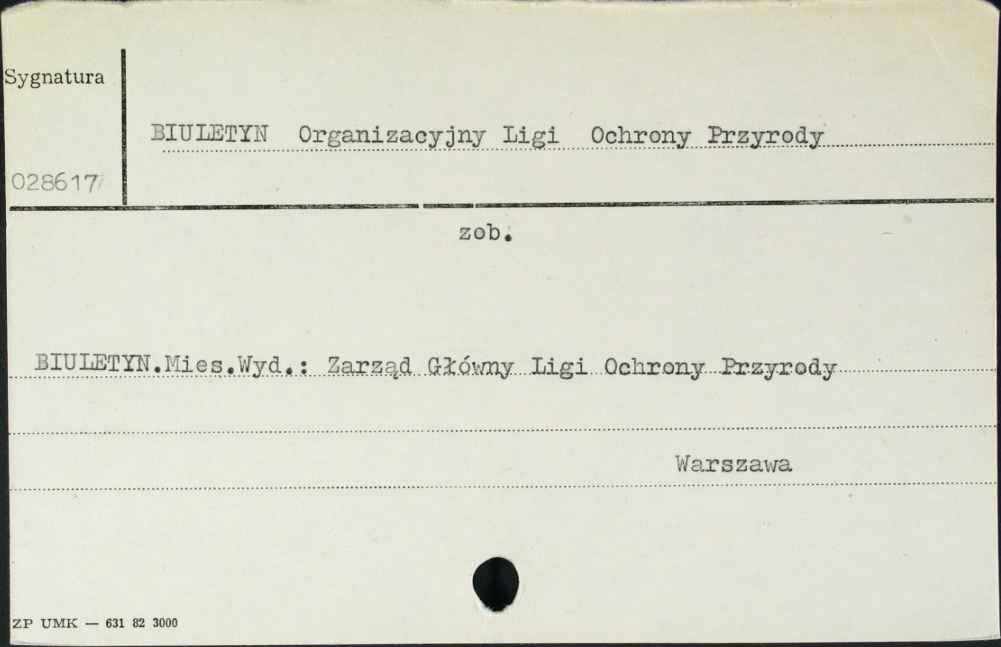 Sygnatura
BIULETYN Organizacyjny Ligi Ochrony Przyrody
028617
zob.
BIULETYN.Mies.Wyd.: Zarząd Główny Ligi Ochrony Przyrody
Warszawa
ZP UMK — 631 82 3000